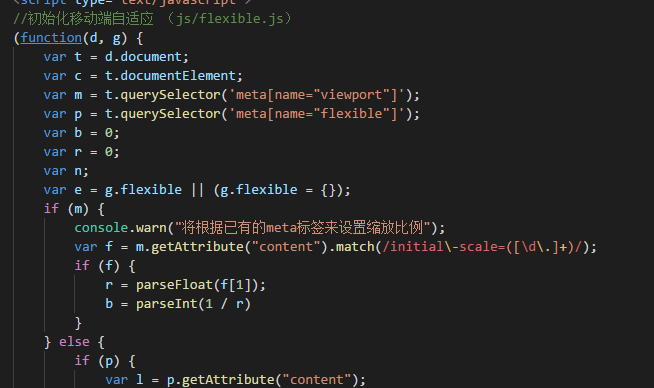 <script type="text/javascript">
//初始化移动端自适应 （js/flexible.js）
(function(d, g) {
    var t = d.document;
    var c = t.documentElement;
    var m = t.querySelector('meta[name="viewport"]');
    var p = t.querySelector('meta[name="flexible"]');
    var b = 0;
    var r = 0;
    var n;
    var e = g.flexible || (g.flexible = {});
    if (m) {
        console.warn("将根据已有的meta标签来设置缩放比例");
        var f = m.getAttribute("content").match(/initial\-scale=([\d\.]+)/);
        if (f) {
            r = parseFloat(f[1]);
            b = parseInt(1 / r)
        }
    } else {
        if (p) {
            var l = p.getAttribute("content");